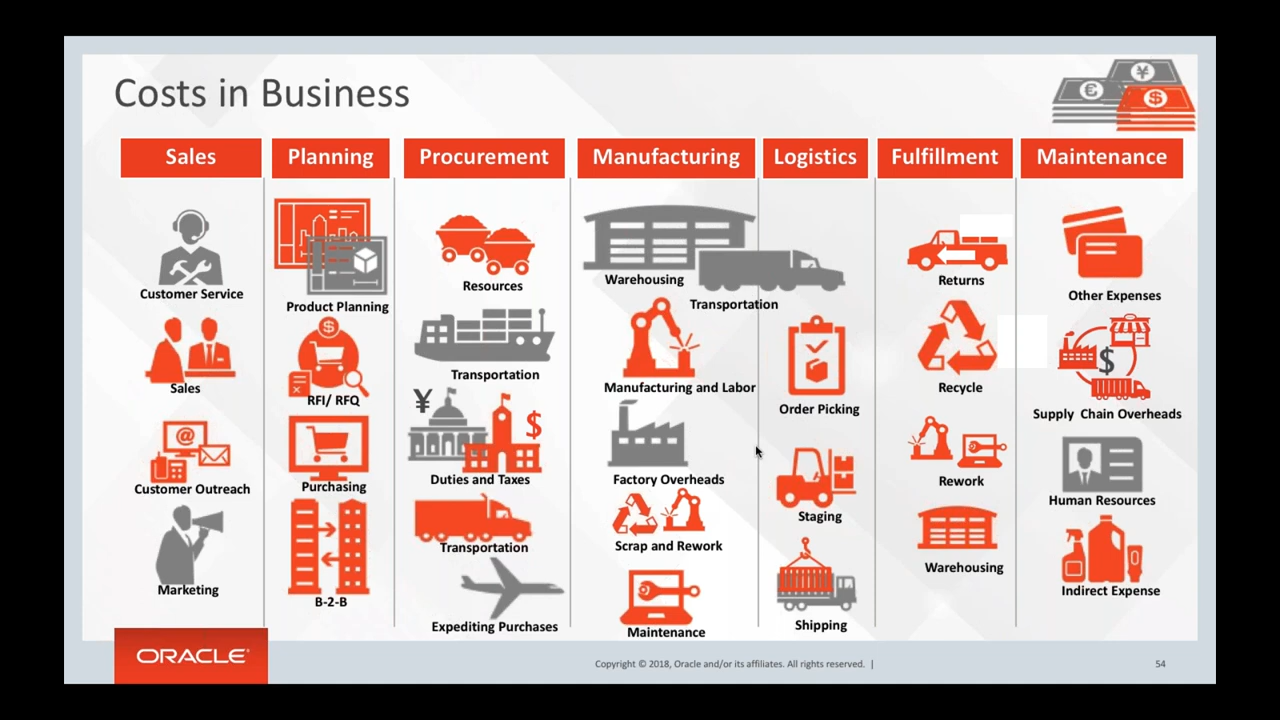 Costs in Business
€
¥
$
Sales
Planning
Procurement
Manufacturing
Logistics
Fulfillment
Maintenance
Customer Service
Sales
@
Customer Outreach
Marketing
Product Planning
$
RFI/ RFQ
Purchasing
B-2-B
Resources
Transportation
¥
$
Duties and Taxes
Transportation
Expediting Purchases
Warehousing
Transportation
Manufacturing and Labor
Factory Overheads
Scrap and Rework
Maintenance
Order Picking
Staging
Shipping
Returns
Recycle
Rework
Warehousing
Other Expenses
$
Supply Chain Overheads
Human Resources
Indirect Expense
ORACLE®
Copyright © 2018, Oracle and/or its affiliates. All rights reserved. |
54